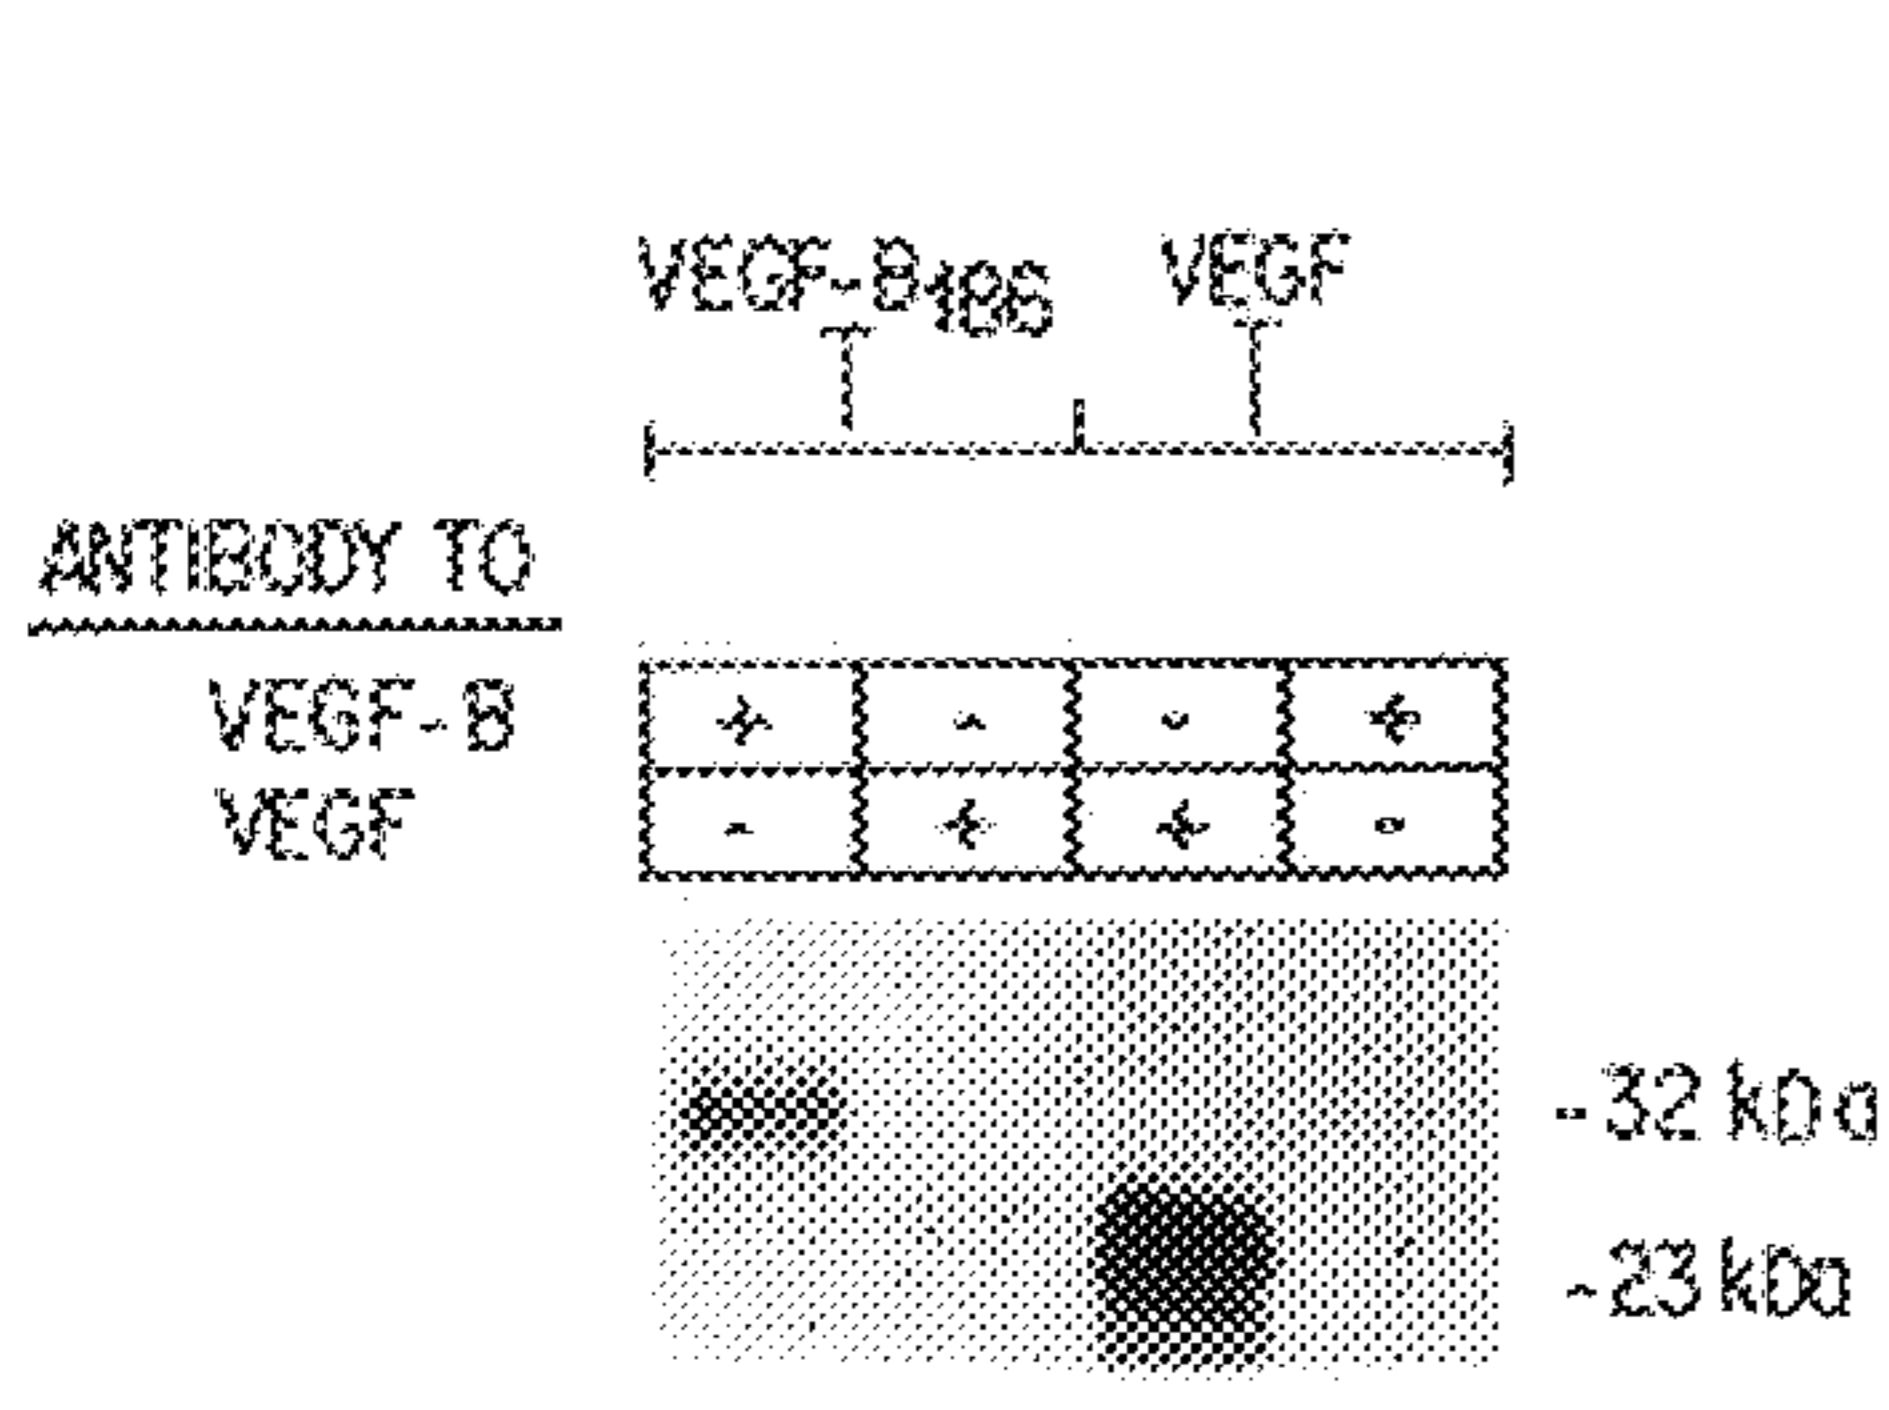 VEGF-B186 VEGF
ANTIBODY TO
VEGF-B + - - +
VEGF - + + -
-32 kDa
-23 kDa